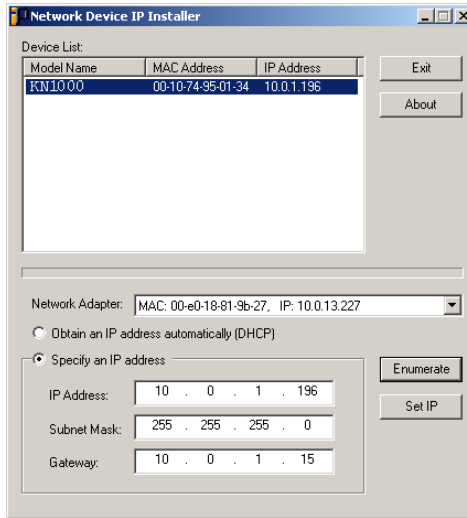 Network Device IP Installer
Device List:
Model Name MAC Address IP Address
KN1000 00-10-74-95-01-34 10.0.1.196
Exit
About
Network Adapter: MAC: 00-e0-18-81-9b-27, IP: 10.0.13.227
Obtain an IP address automatically (DHCP)
Specify an IP address
IP Address: 10 . 0 . 1 . 196
Subnet Mask: 255 . 255 . 255 . 0
Gateway: 10 . 0 . 1 . 15
Enumerate
Set IP